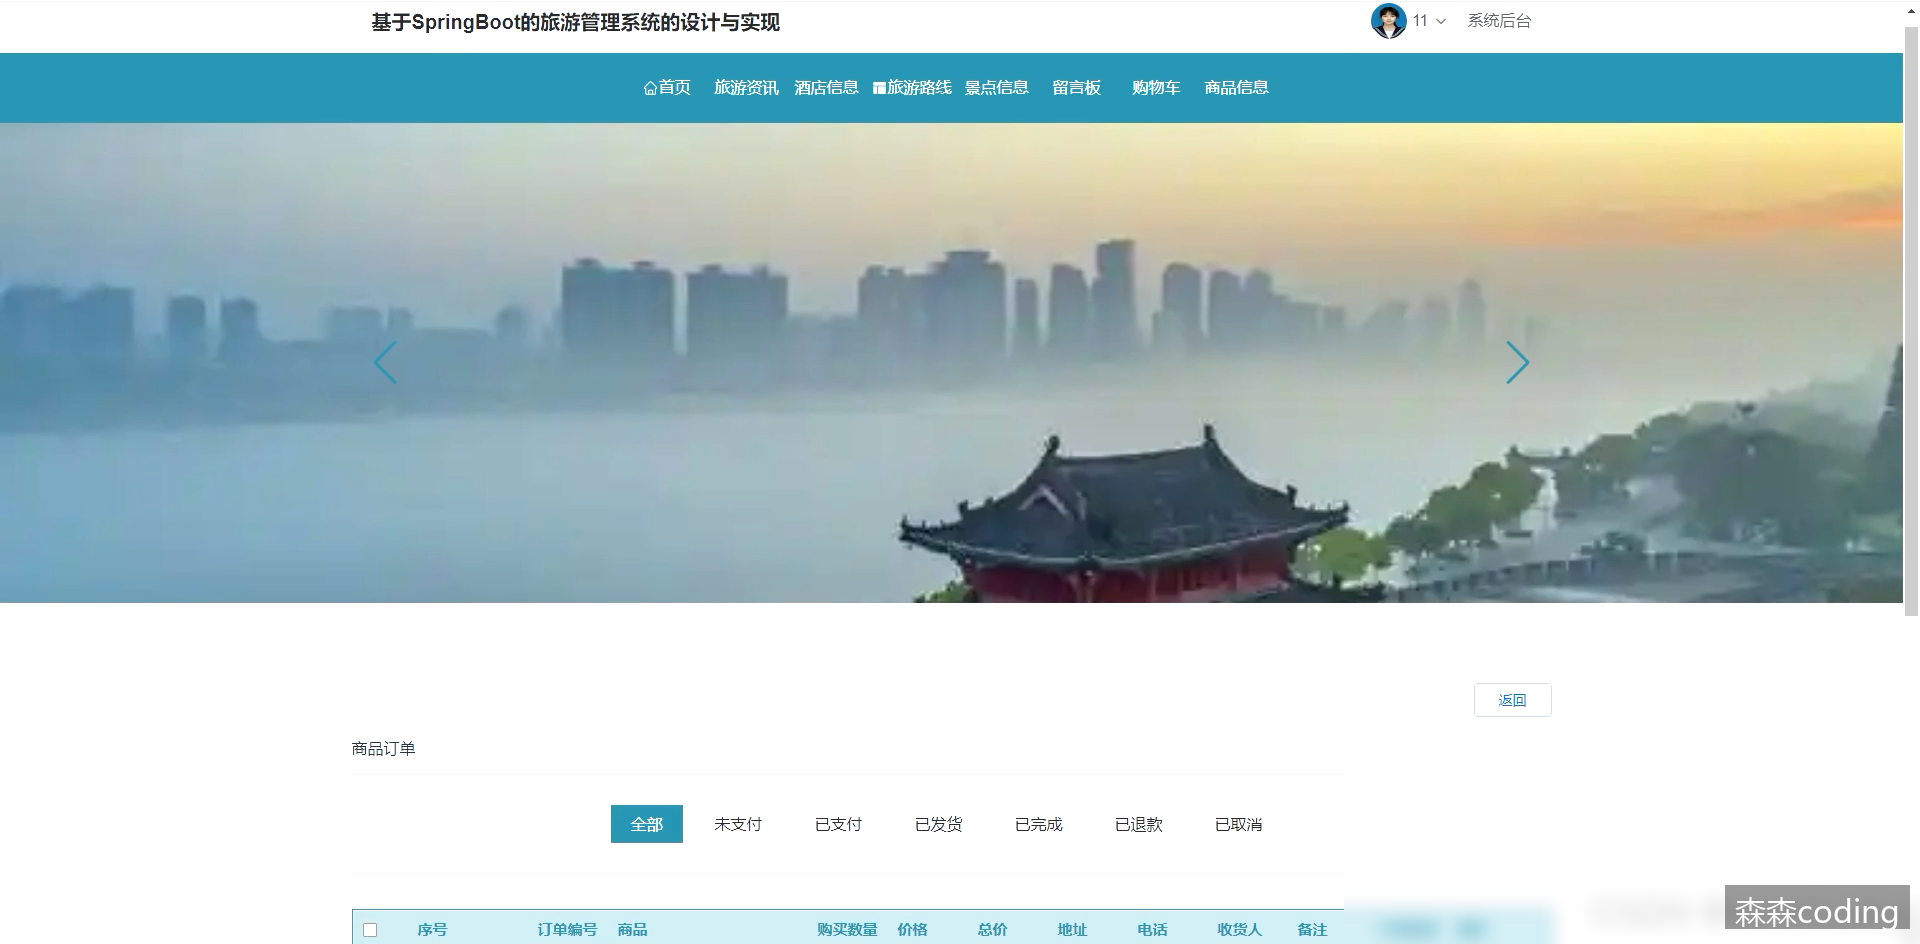 基于SpringBoot的旅游管理系统的设计与实现
11 系统后台
首页 旅游资讯 酒店信息 旅游路线 景点信息 留言板 购物车 商品信息
返回
商品订单
全部 未支付 已支付 已发货 已完成 已退款 已取消
序号 订单编号 商品 购买数量 价格 总价 地址 电话 收货人 备注
森森coding